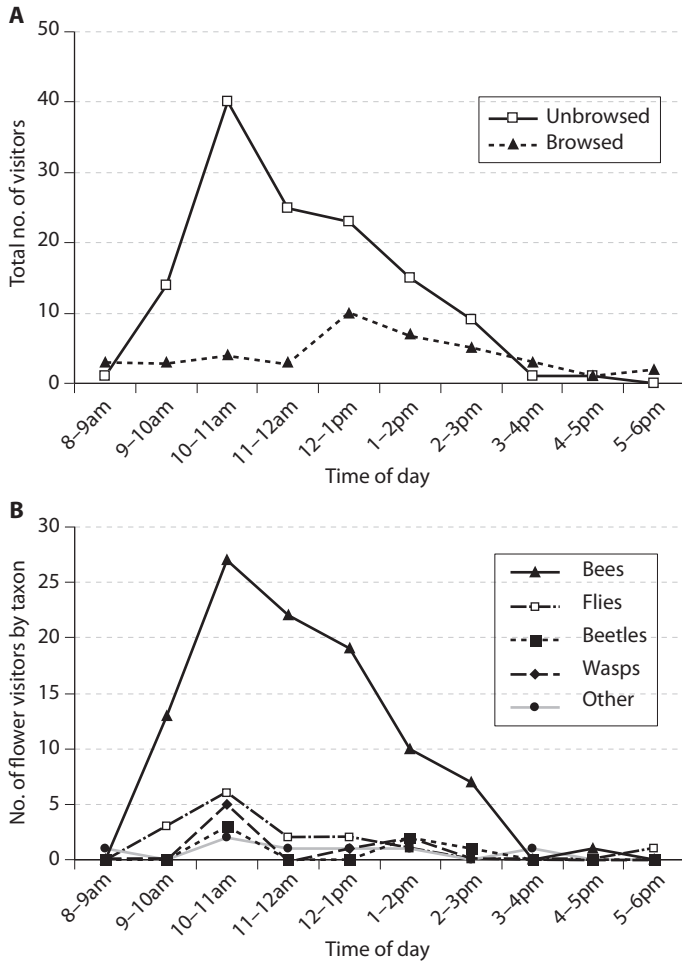 A
50
40
30
20
10
0
Total no. of visitors
Unbrowsed
Browsed
8–9am
9–10am
10–11am
11–12am
12–1pm
1–2pm
2–3pm
3–4pm
4–5pm
5–6pm
Time of day
B
30
25
20
15
10
5
0
No. of flower visitors by taxon
Bees
Flies
Beetles
Wasps
Other
8–9am
9–10am
10–11am
11–12am
12–1pm
1–2pm
2–3pm
3–4pm
4–5pm
5–6pm
Time of day